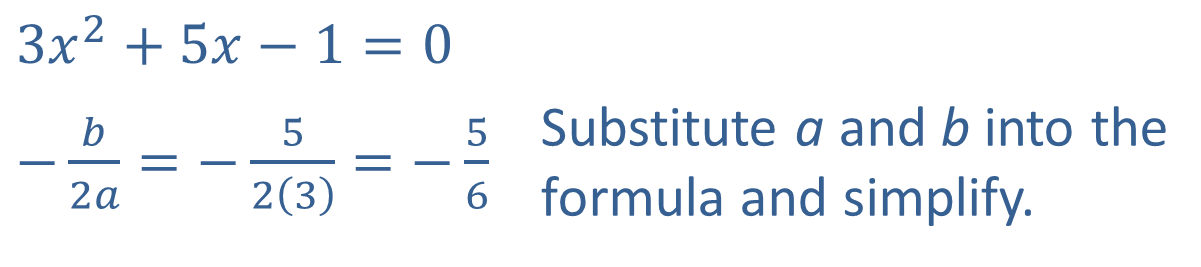 3x² + 5x − 1 = 0
−b/2a = −5/2(3) = −5/6
Substitute a and b into the
formula and simplify.